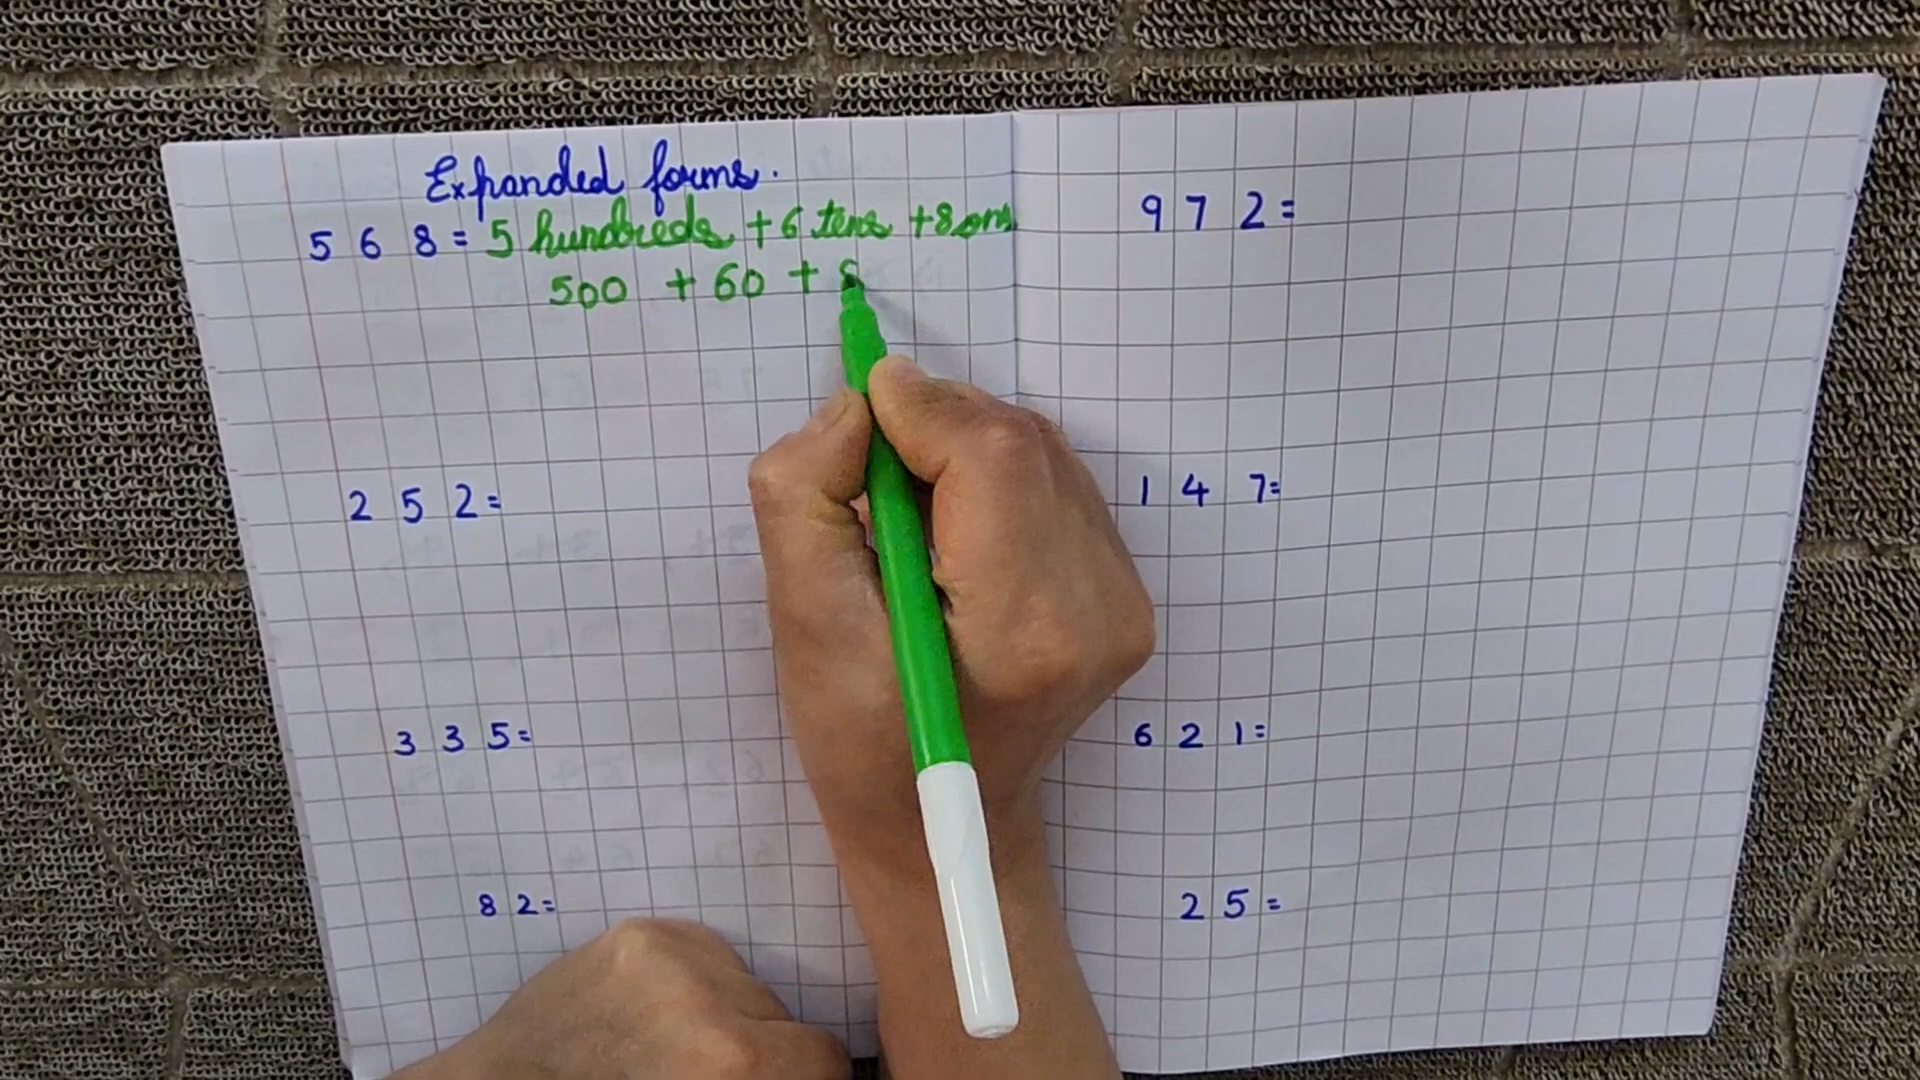 Expanded forms.
5 6 8 = 5 hundreds + 6 tens + 8 ons
500 + 60 + 8
2 5 2 =
3 3 5 =
8 2 =
9 7 2 =
1 4 7 =
6 2 1 =
2 5 =